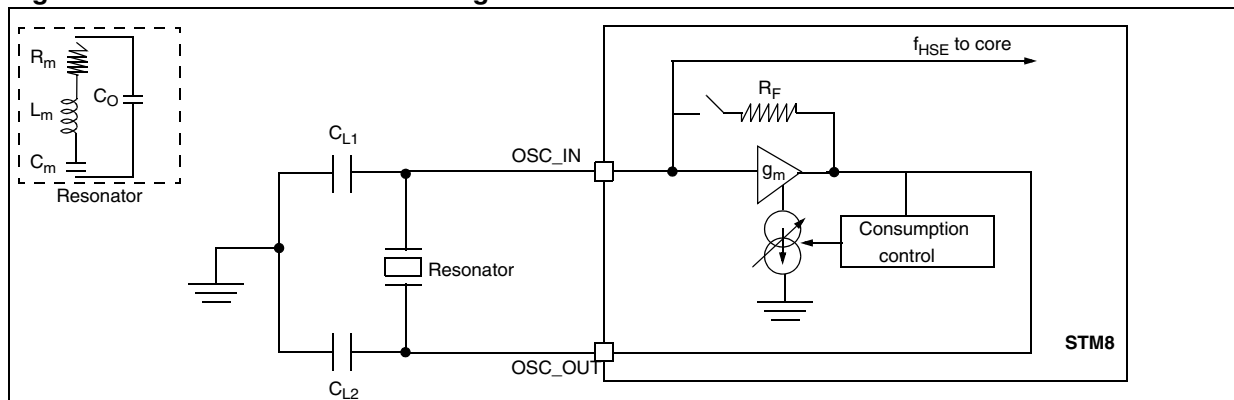 R_m
L_m
C_m
C_O
Resonator
C_L1
C_L2
Resonator
OSC_IN
OSC_OUT
f_HSE to core
R_F
g_m
Consumption
control
STM8